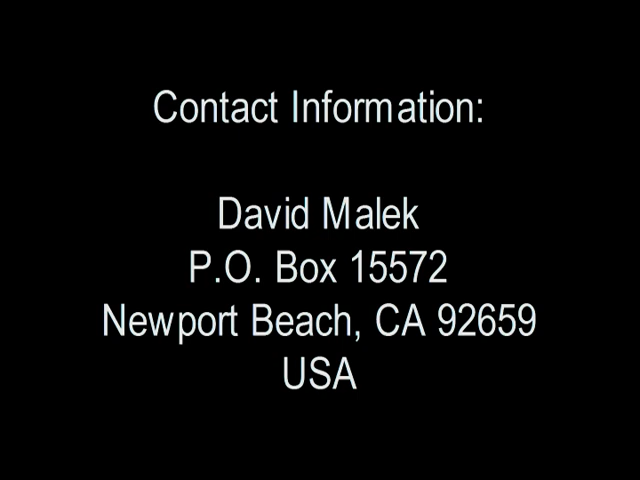 Contact Information:
David Malek
P.O. Box 15572
Newport Beach, CA 92659
USA